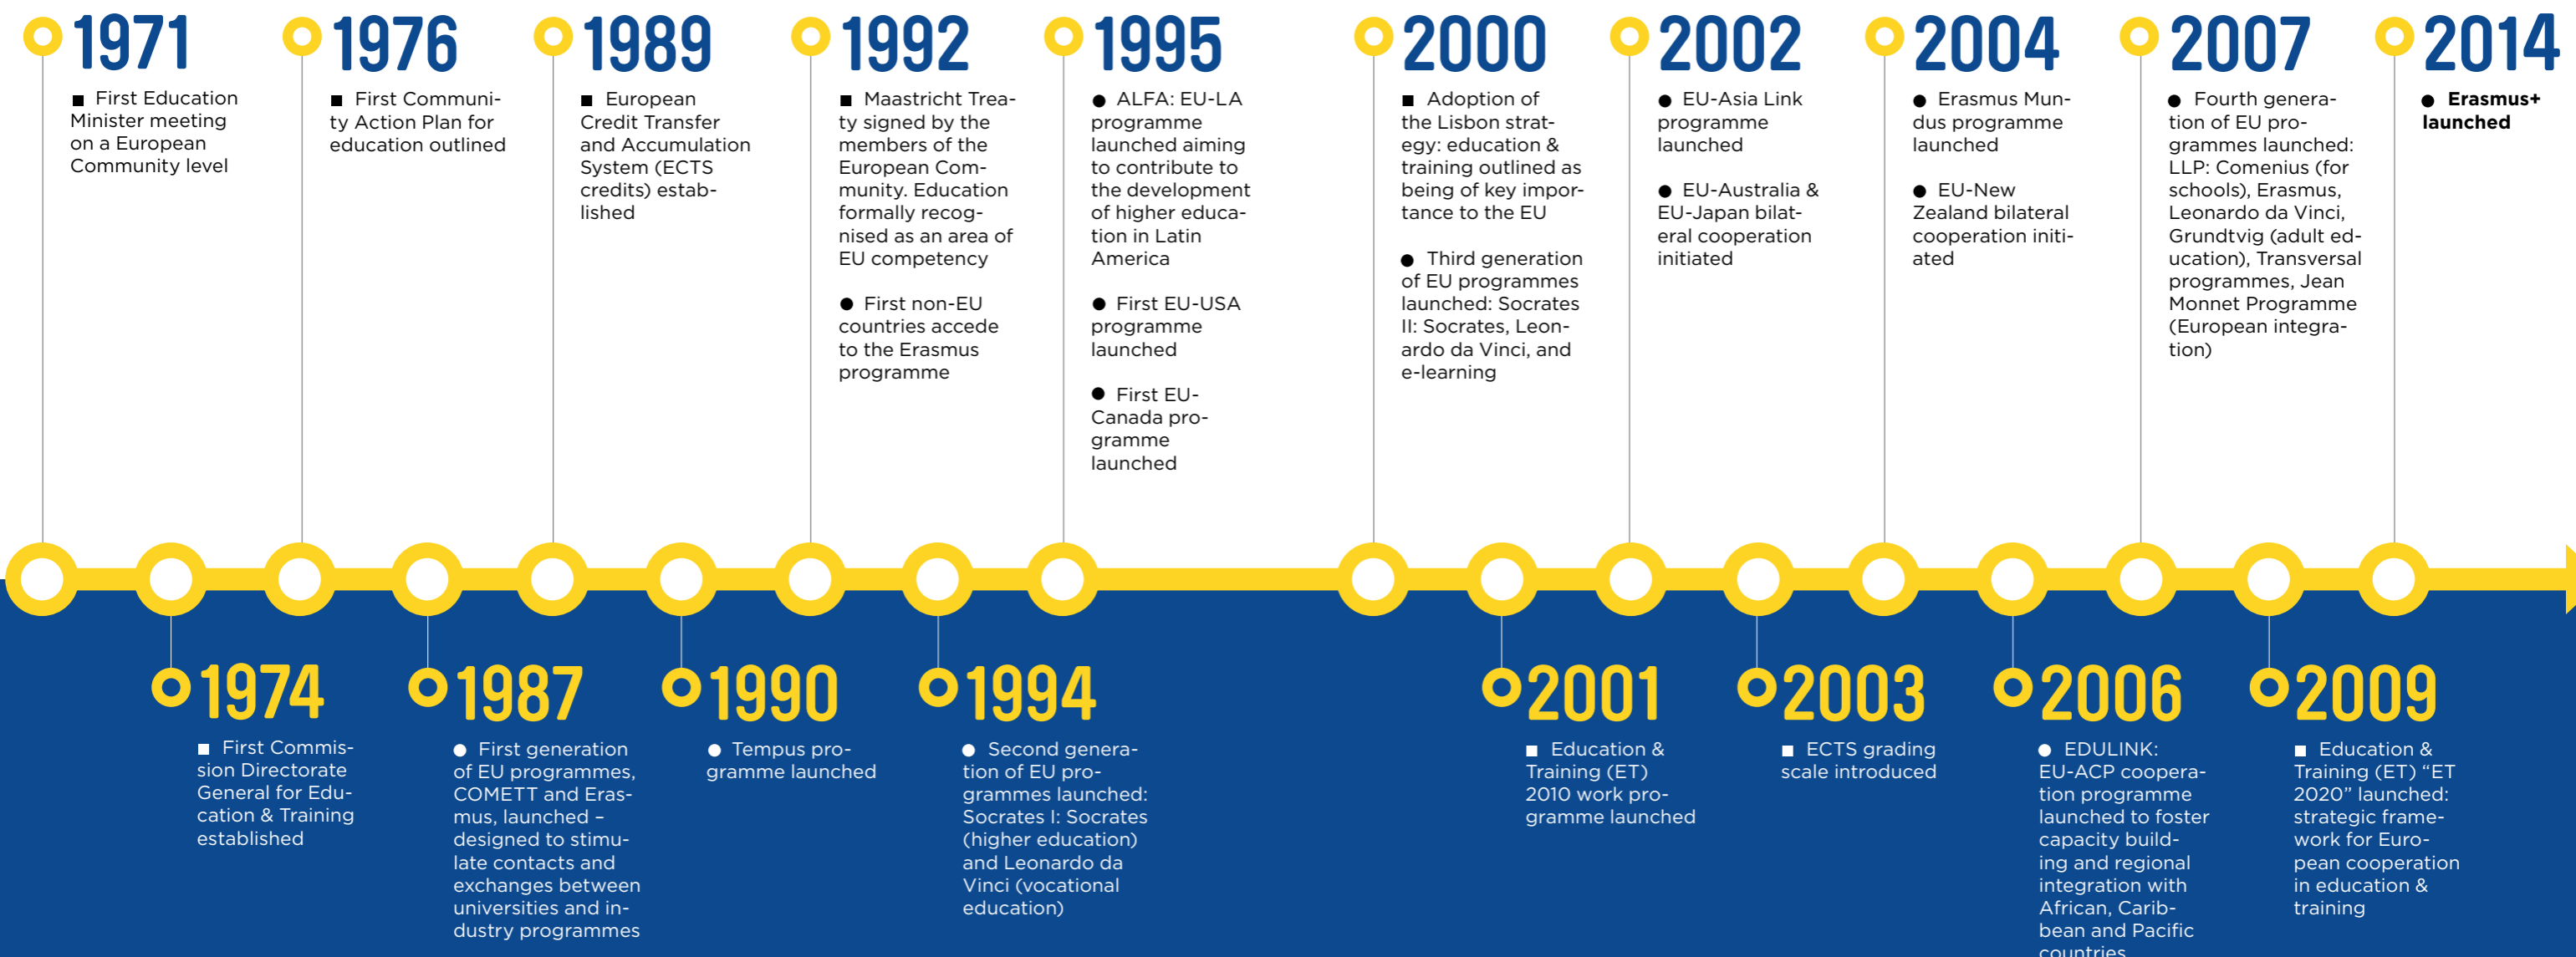 1971
■ First Education
Minister meeting
on a European
Community level
1976
■ First Communi-
ty Action Plan for
education outlined
1989
■ European
Credit Transfer
and Accumulation
System (ECTS
credits) estab-
lished
1992
■ Maastricht Trea-
ty signed by the
members of the
European Com-
munity. Education
formally recog-
nised as an area of
EU competency
● First non-EU
countries accede
to the Erasmus
programme
1995
● ALFA: EU-LA
programme
launched aiming
to contribute to
the development
of higher educa-
tion in Latin
America
● First EU-USA
programme
launched
● First EU-
Canada pro-
gramme
launched
2000
■ Adoption of
the Lisbon strat-
egy: education &
training outlined as
being of key impor-
tance to the EU
● Third generation
of EU programmes
launched: Socrates
II: Socrates, Leon-
ardo da Vinci, and
e-learning
2002
● EU-Asia Link
programme
launched
● EU-Australia &
EU-Japan bilat-
eral cooperation
initiated
2004
● Erasmus Mun-
dus programme
launched
● EU-New
Zealand bilateral
cooperation initi-
ated
2007
● Fourth genera-
tion of EU pro-
grammes launched:
LLP: Comenius (for
schools), Erasmus,
Leonardo da Vinci,
Grundtvig (adult ed-
ucation), Transversal
programmes, Jean
Monnet Programme
(European integra-
tion)
2014
● Erasmus+
launched
1974
■ First Commis-
sion Directorate
General for Edu-
cation & Training
established
1987
● First generation
of EU programmes,
COMETT and Eras-
mus, launched –
designed to stimu-
late contacts and
exchanges between
universities and in-
dustry programmes
1990
● Tempus pro-
gramme launched
1994
● Second genera-
tion of EU pro-
grammes launched:
Socrates I: Socrates
(higher education)
and Leonardo da
Vinci (vocational
education)
2001
■ Education &
Training (ET)
2010 work pro-
gramme launched
2003
■ ECTS grading
scale introduced
2006
● EDULINK:
EU-ACP coopera-
tion programme
launched to foster
capacity build-
ing and regional
integration with
African, Carib-
bean and Pacific
countries
2009
■ Education &
Training (ET) “ET
2020” launched:
strategic frame-
work for Euro-
pean cooperation
in education &
training